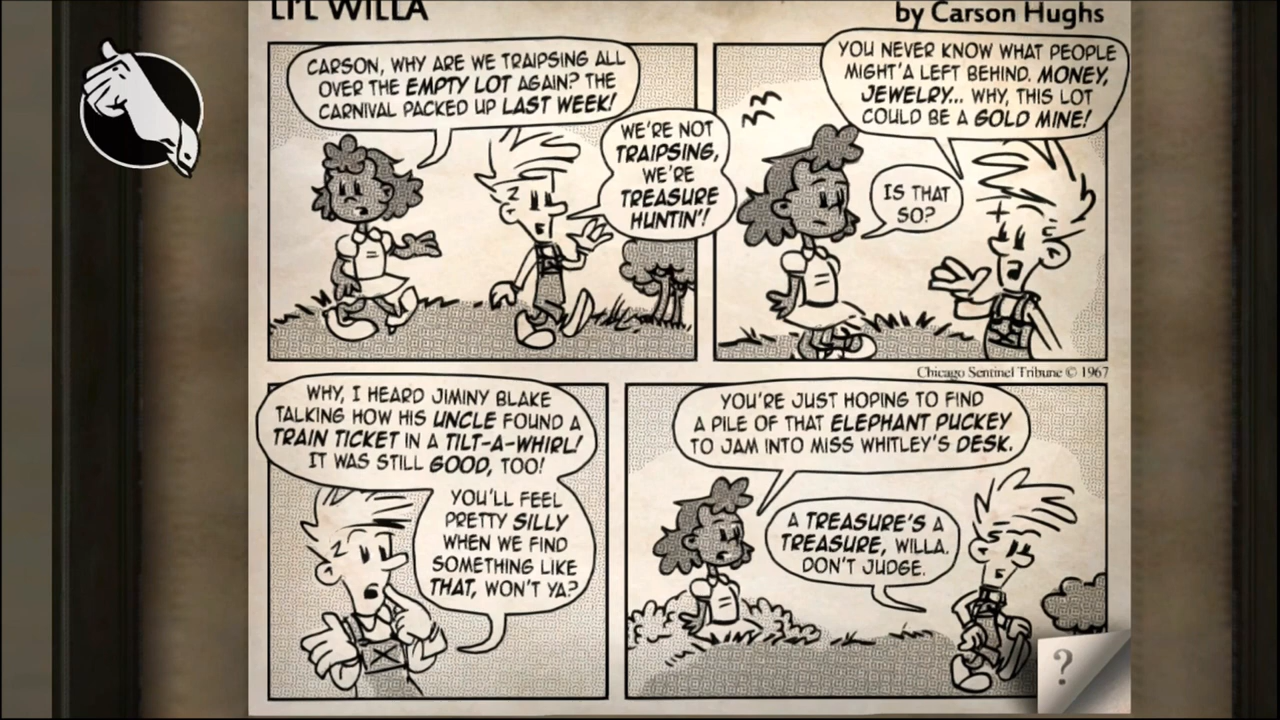 LI'L WILLA
by Carson Hughs
CARSON, WHY ARE WE TRAIPSING ALL
OVER THE EMPTY LOT AGAIN? THE
CARNIVAL PACKED UP LAST WEEK!
WE'RE NOT
TRAIPSING,
WE'RE
TREASURE
HUNTIN'!
YOU NEVER KNOW WHAT PEOPLE
MIGHT'A LEFT BEHIND. MONEY,
JEWELRY... WHY, THIS LOT
COULD BE A GOLD MINE!
IS THAT
SO?
Chicago Sentinel Tribune © 1967
WHY, I HEARD JIMINY BLAKE
TALKING HOW HIS UNCLE FOUND A
TRAIN TICKET IN A TILT-A-WHIRL!
IT WAS STILL GOOD, TOO!
YOU'LL FEEL
PRETTY SILLY
WHEN WE FIND
SOMETHING LIKE
THAT, WON'T YA?
YOU'RE JUST HOPING TO FIND
A PILE OF THAT ELEPHANT PUCKEY
TO JAM INTO MISS WHITLEY'S DESK.
A TREASURE'S A
TREASURE, WILLA.
DON'T JUDGE.
?